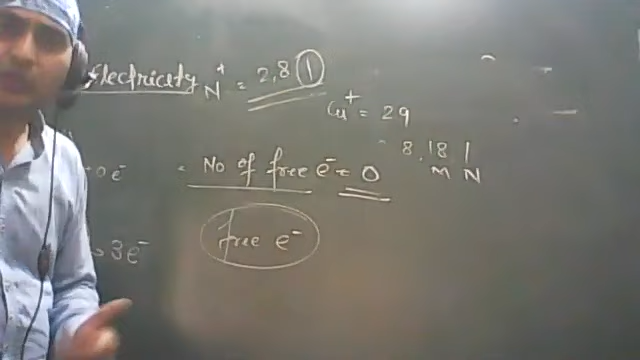 Electricity N⁺ = 2,8 1
Cu⁺ = 29
8,18 1
M N
0 e⁻ = No of free e⁻ = 0
free e⁻
3e⁻